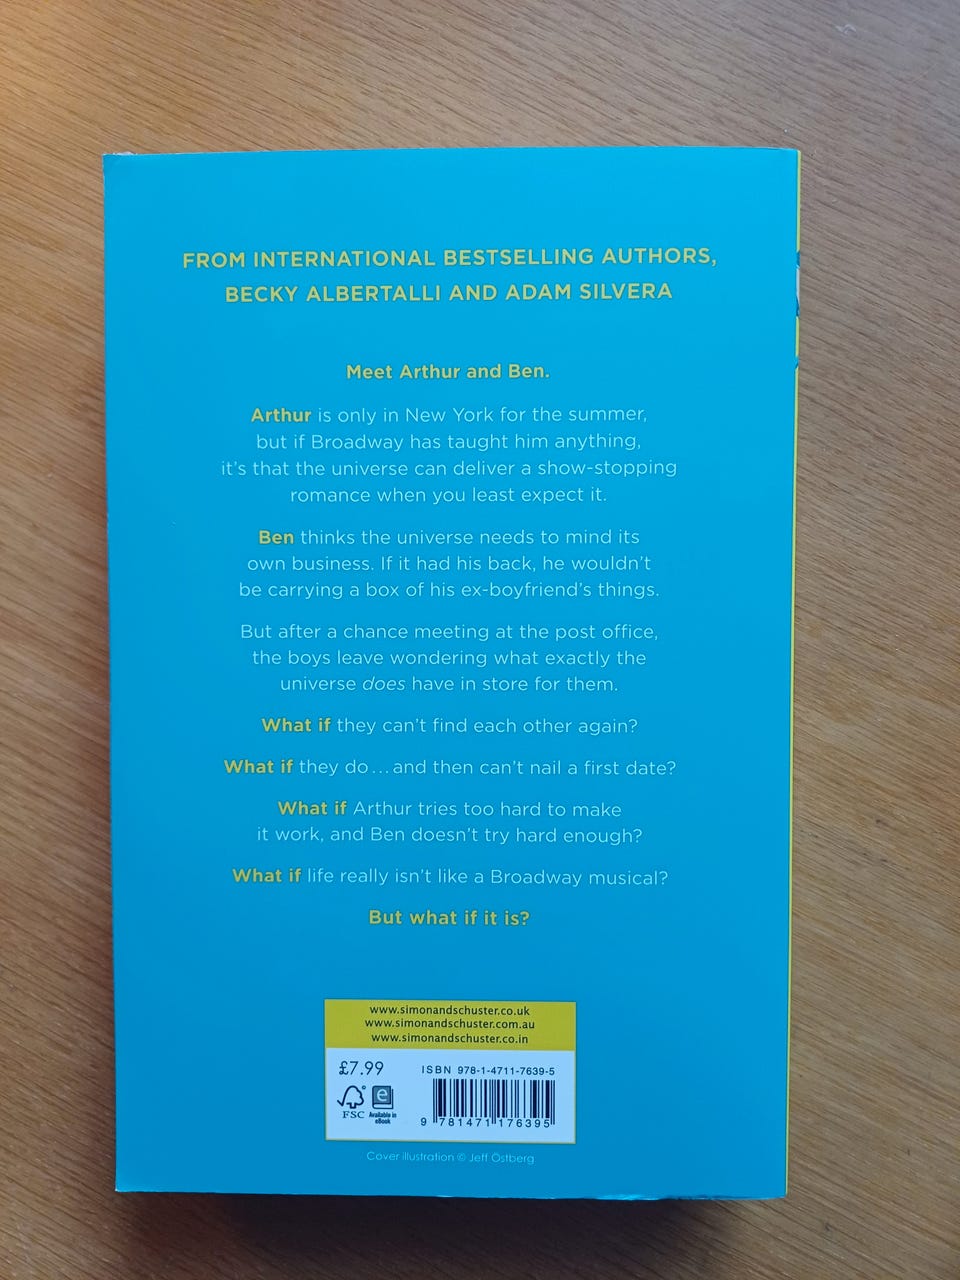 FROM INTERNATIONAL BESTSELLING AUTHORS,
BECKY ALBERTALLI AND ADAM SILVERA
Meet Arthur and Ben.
Arthur is only in New York for the summer,
but if Broadway has taught him anything,
it's that the universe can deliver a show-stopping
romance when you least expect it.
Ben thinks the universe needs to mind its
own business. If it had his back, he wouldn't
be carrying a box of his ex-boyfriend's things.
But after a chance meeting at the post office,
the boys leave wondering what exactly the
universe does have in store for them.
What if they can't find each other again?
What if they do...and then can't nail a first date?
What if Arthur tries too hard to make
it work, and Ben doesn't try hard enough?
What if life really isn't like a Broadway musical?
But what if it is?
www.simonandschuster.co.uk
www.simonandschuster.com.au
www.simonandschuster.co.in
£7.99
ISBN 978-1-4711-7639-5
FSC
e
Available in
eBook
9 781471 176395
Cover illustration © Jeff Östberg